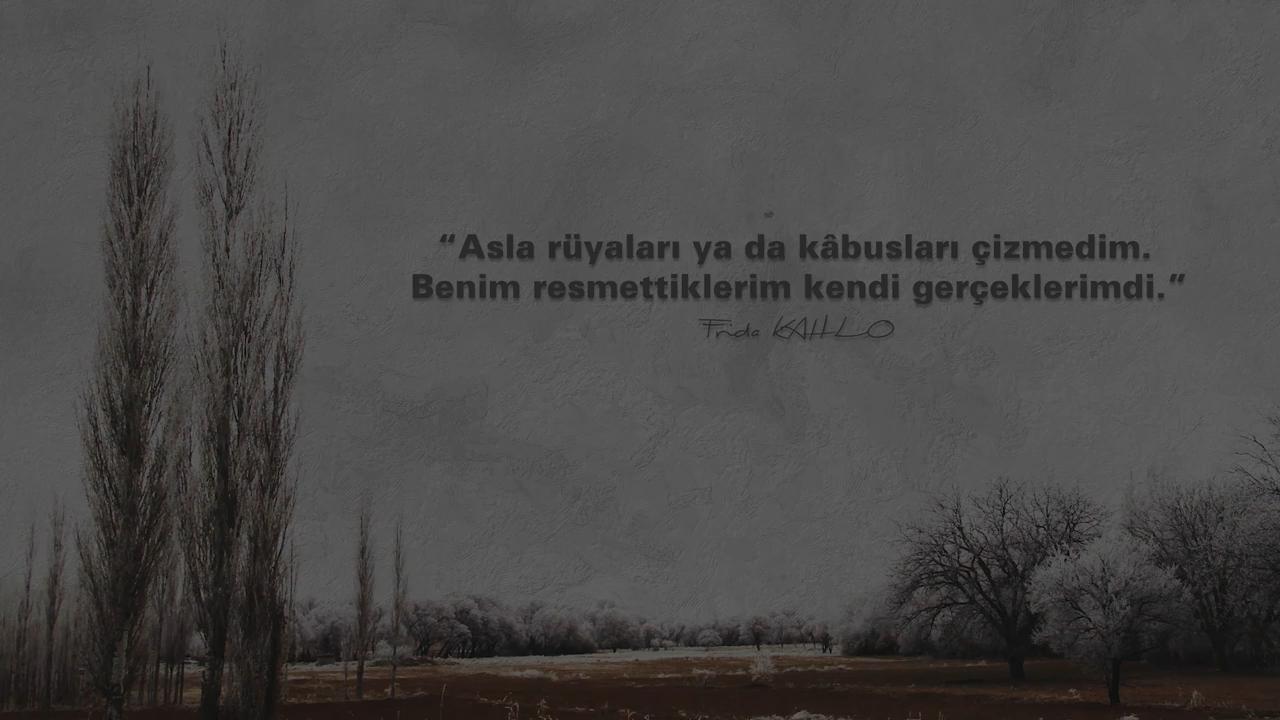 “Asla rüyaları ya da kâbusları çizmedim.
Benim resmettiklerim kendi gerçeklerimdi.”
Frida KAHLO